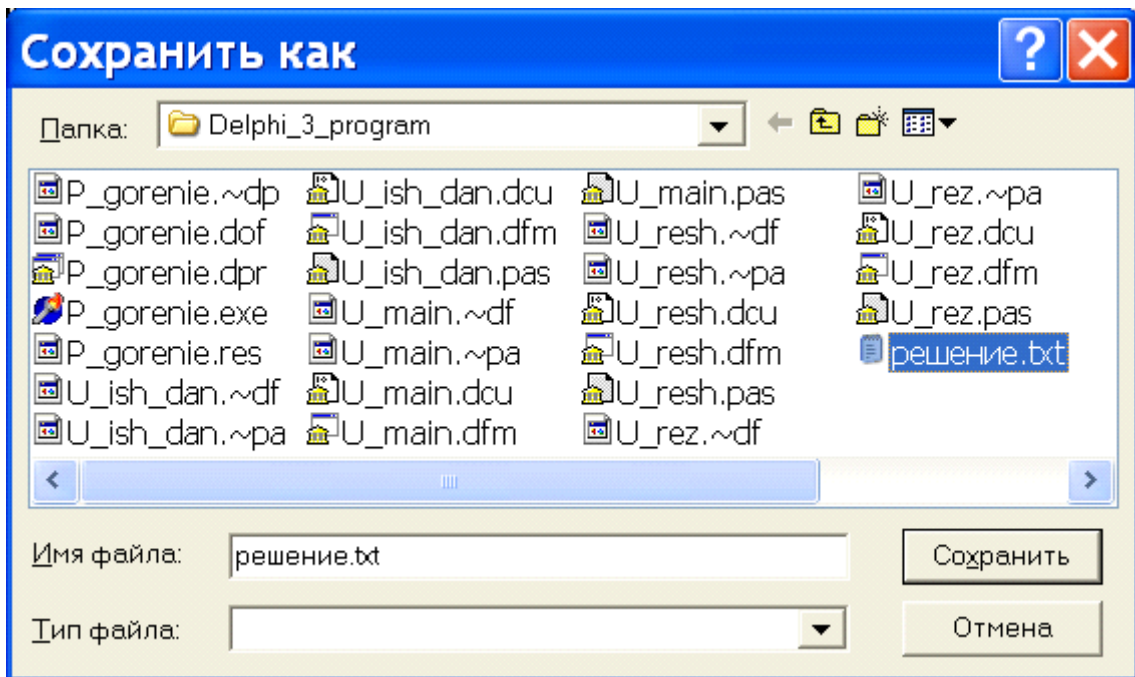 Сохранить как
Папка: Delphi_3_program
P_gorenie.~dp U_ish_dan.dcu U_main.pas U_rez.~pa
P_gorenie.dof U_ish_dan.dfm U_resh.~df U_rez.dcu
P_gorenie.dpr U_ish_dan.pas U_resh.~pa U_rez.dfm
P_gorenie.exe U_main.~df U_resh.dcu U_rez.pas
P_gorenie.res U_main.~pa U_resh.dfm решение.txt
U_ish_dan.~df U_main.dcu U_resh.pas
U_ish_dan.~pa U_main.dfm U_rez.~df
Имя файла: решение.txt Сохранить
Тип файла: Отмена